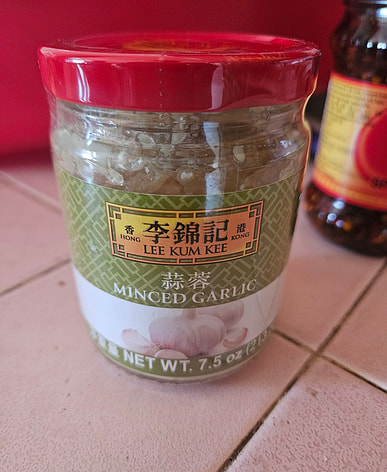 香 李錦記 港
HONG KONG
LEE KUM KEE
蒜蓉
MINCED GARLIC
NET WT. 7.5 oz